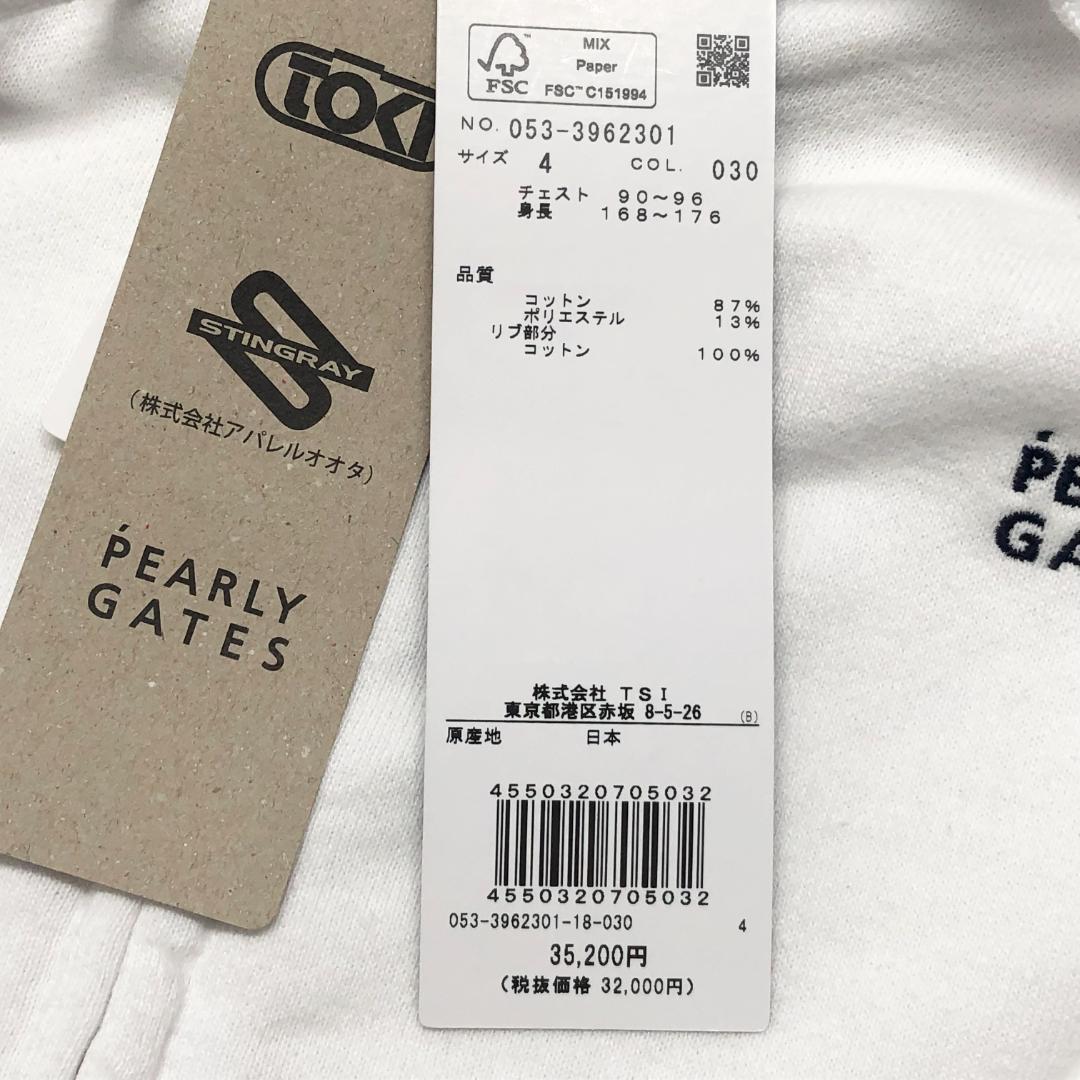 TOKI
STINGRAY
(株式会社アパレルオオタ)
PEARLY
GATES
FSC™
MIX
Paper
FSC™ C151994
NO. 053-3962301
サイズ 4 COL. 030
チェスト 90～96
身長 168～176
品質
コットン 87%
ポリエステル 13%
リブ部分
コットン 100%
株式会社 TSI
東京都港区赤坂 8-5-26 (B)
原産地 日本
4550320705032
4550320705032
053-3962301-18-030 4
35,200円
(税抜価格 32,000円)
PE
GA